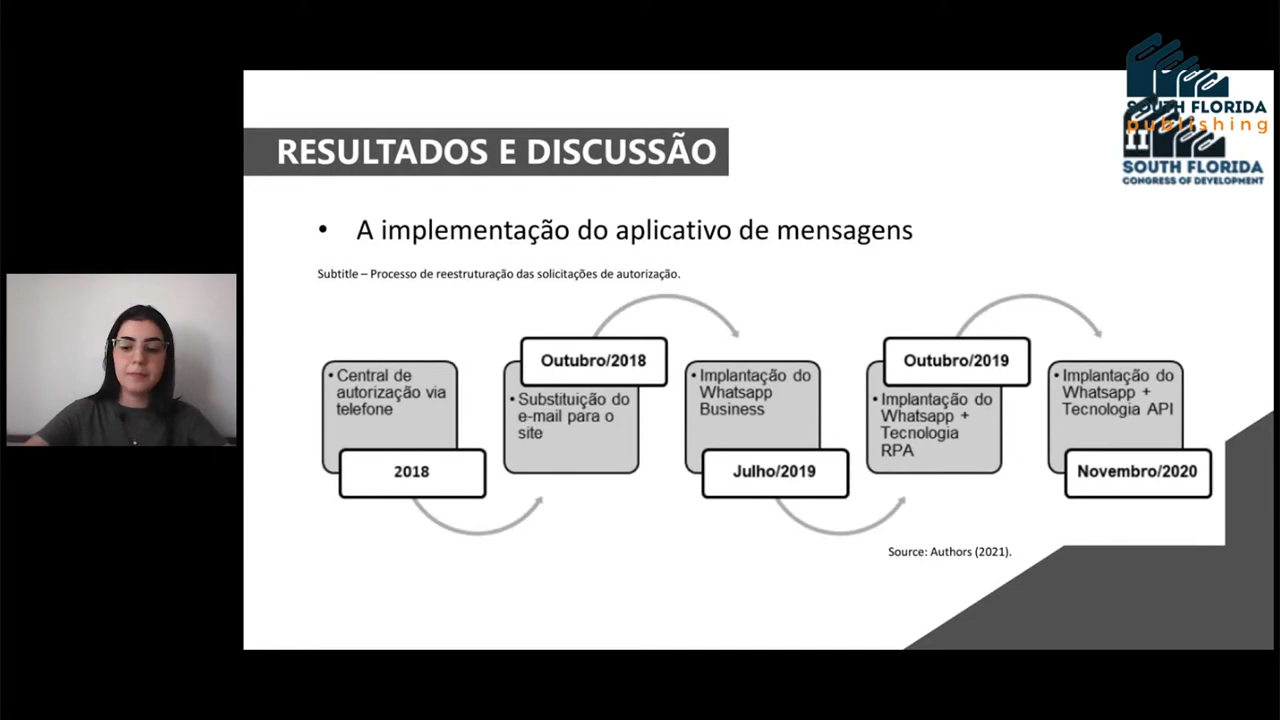 SOUTH FLORIDA
publishing
II
SOUTH FLORIDA
CONGRESS OF DEVELOPMENT
RESULTADOS E DISCUSSÃO
• A implementação do aplicativo de mensagens
Subtitle – Processo de reestruturação das solicitações de autorização.
• Central de
autorização via
telefone
2018
Outubro/2018
• Substituição do
e-mail para o
site
• Implantação do
Whatsapp
Business
Julho/2019
Outubro/2019
• Implantação do
Whatsapp +
Tecnologia
RPA
• Implantação do
Whatsapp +
Tecnologia API
Novembro/2020
Source: Authors (2021).